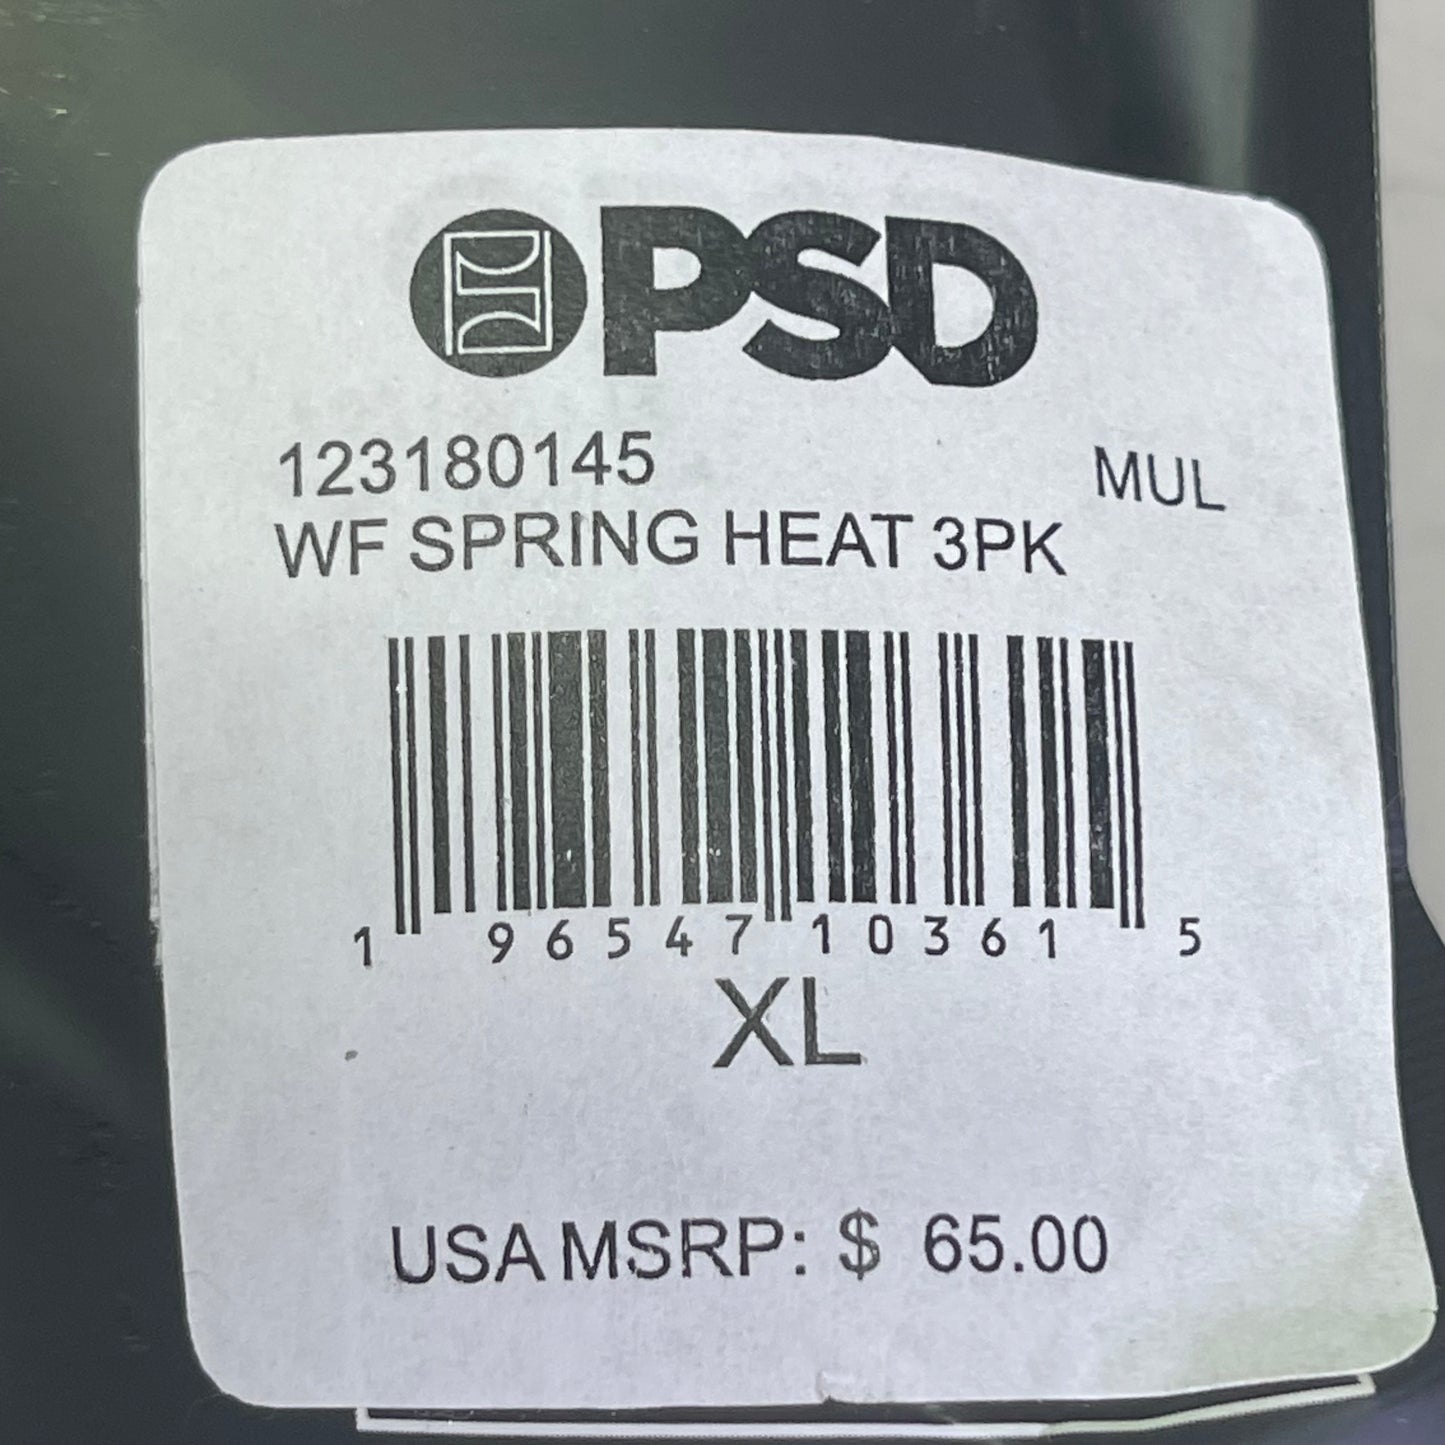 PSD
123180145 MUL
WF SPRING HEAT 3PK
1 96547 10361 5
XL
USA MSRP: $ 65.00